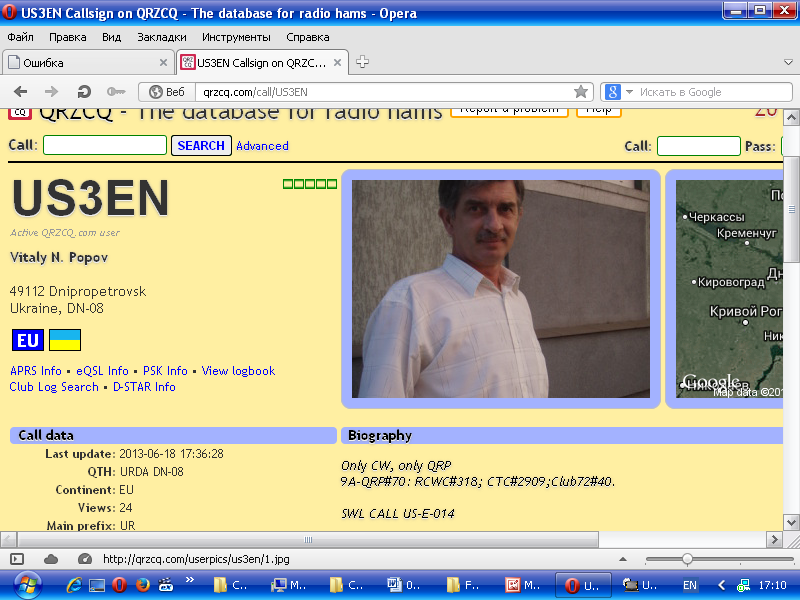 US3EN Callsign on QRZCQ - The database for radio hams - Opera
Файл Правка Вид Закладки Инструменты Справка
Ошибка
QRZ CQ
US3EN Callsign on QRZC...
Веб
qrzcq.com/call/US3EN
Искать в Google
CQ QRZCQ - The database for radio hams
Report a problem
Help
Call:
SEARCH
Advanced
Call:
Pass:
US3EN
Active QRZCQ.com user
Vitaly N. Popov
49112 Dnipropetrovsk
Ukraine, DN-08
EU
APRS Info • eQSL Info • PSK Info • View logbook
Club Log Search • D-STAR Info
Черкассы
Кременчуг
Кировоград
Дн
Кривой Рог
Ник
Николаев
Google
Map data ©201
Call data
Last update: 2013-06-18 17:36:28
QTH: URDA DN-08
Continent: EU
Views: 24
Main prefix: UR
Biography
Only CW, only QRP
9A-QRP#70: RCWC#318; CTC#2909;Club72#40.
SWL CALL US-E-014
http://qrzcq.com/userpics/us3en/1.jpg
С... М... С... 0... F... М... U... U... EN 17:10